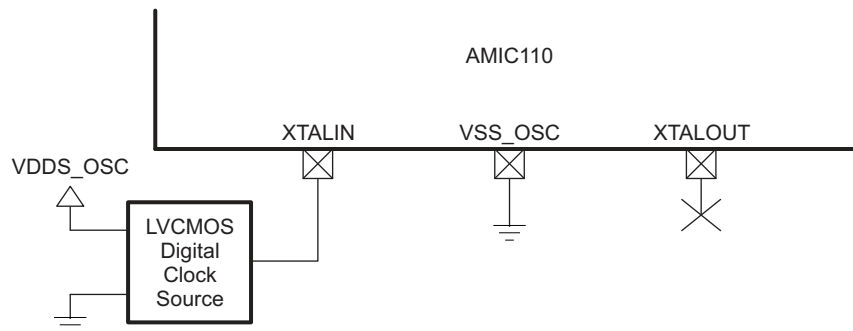 AMIC110
XTALIN
VSS_OSC
XTALOUT
VDDS_OSC
LVCMOS
Digital
Clock
Source